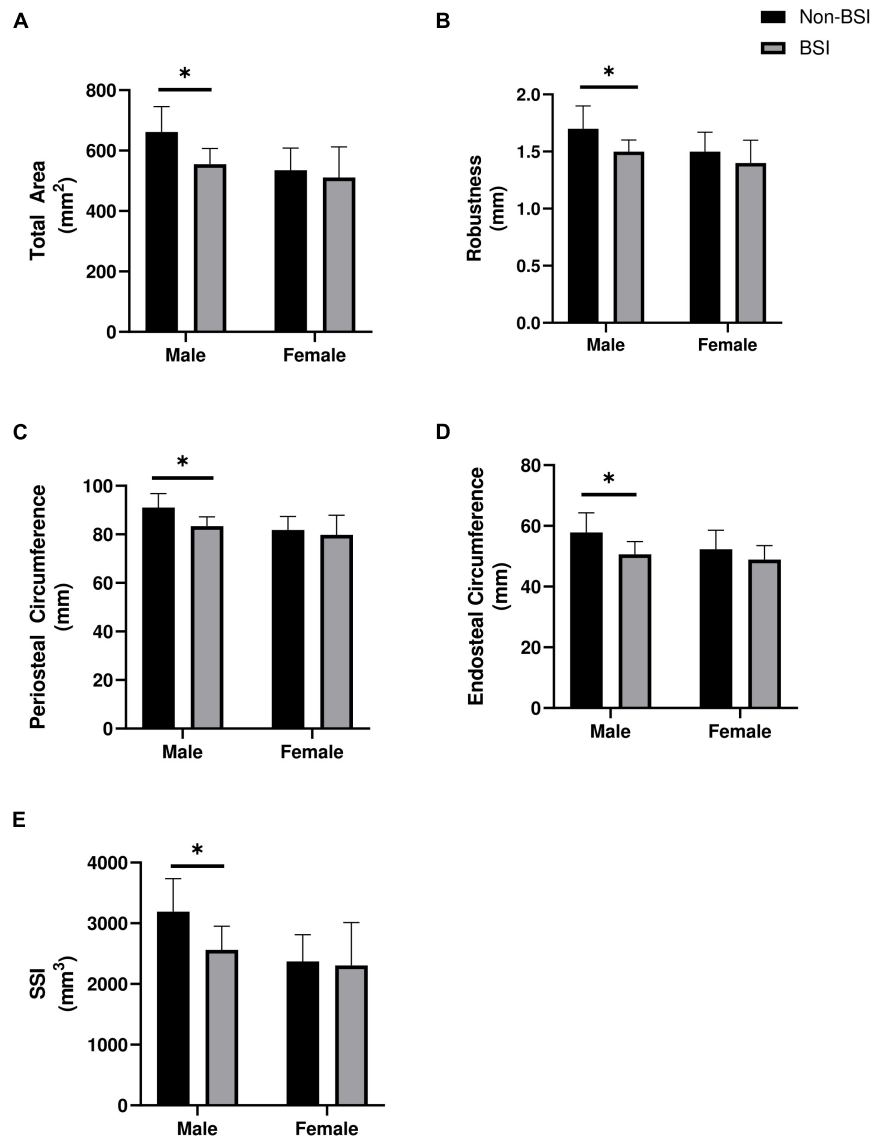 A
B
Non-BSI
BSI
*
Total Area
(mm²)
800
600
400
200
0
Male
Female
*
Robustness
(mm)
2.0
1.5
1.0
0.5
0.0
Male
Female
C
*
Periosteal Circumference
(mm)
100
80
60
40
20
0
Male
Female
D
*
Endosteal Circumference
(mm)
80
60
40
20
0
Male
Female
E
*
SSI
(mm³)
4000
3000
2000
1000
0
Male
Female